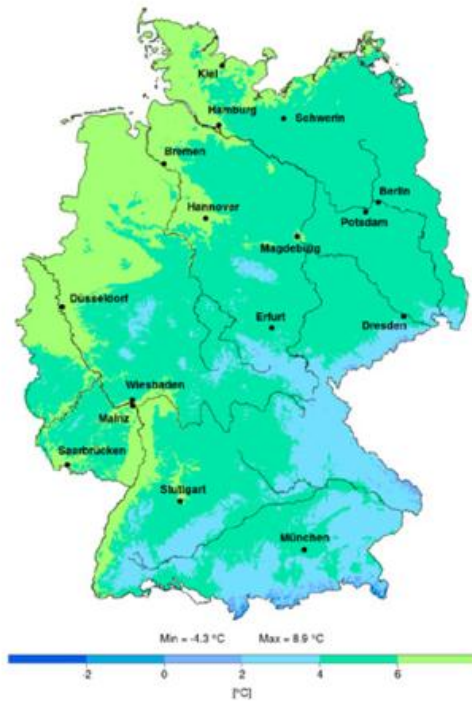 Kiel
Hamburg
Schwerin
Bremen
Berlin
Hannover
Potsdam
Magdeburg
Düsseldorf
Erfurt
Dresden
Wiesbaden
Mainz
Saarbrücken
Stuttgart
München
Min = -4.3 °C Max = 8.9 °C
-2 0 2 4 6
[°C]